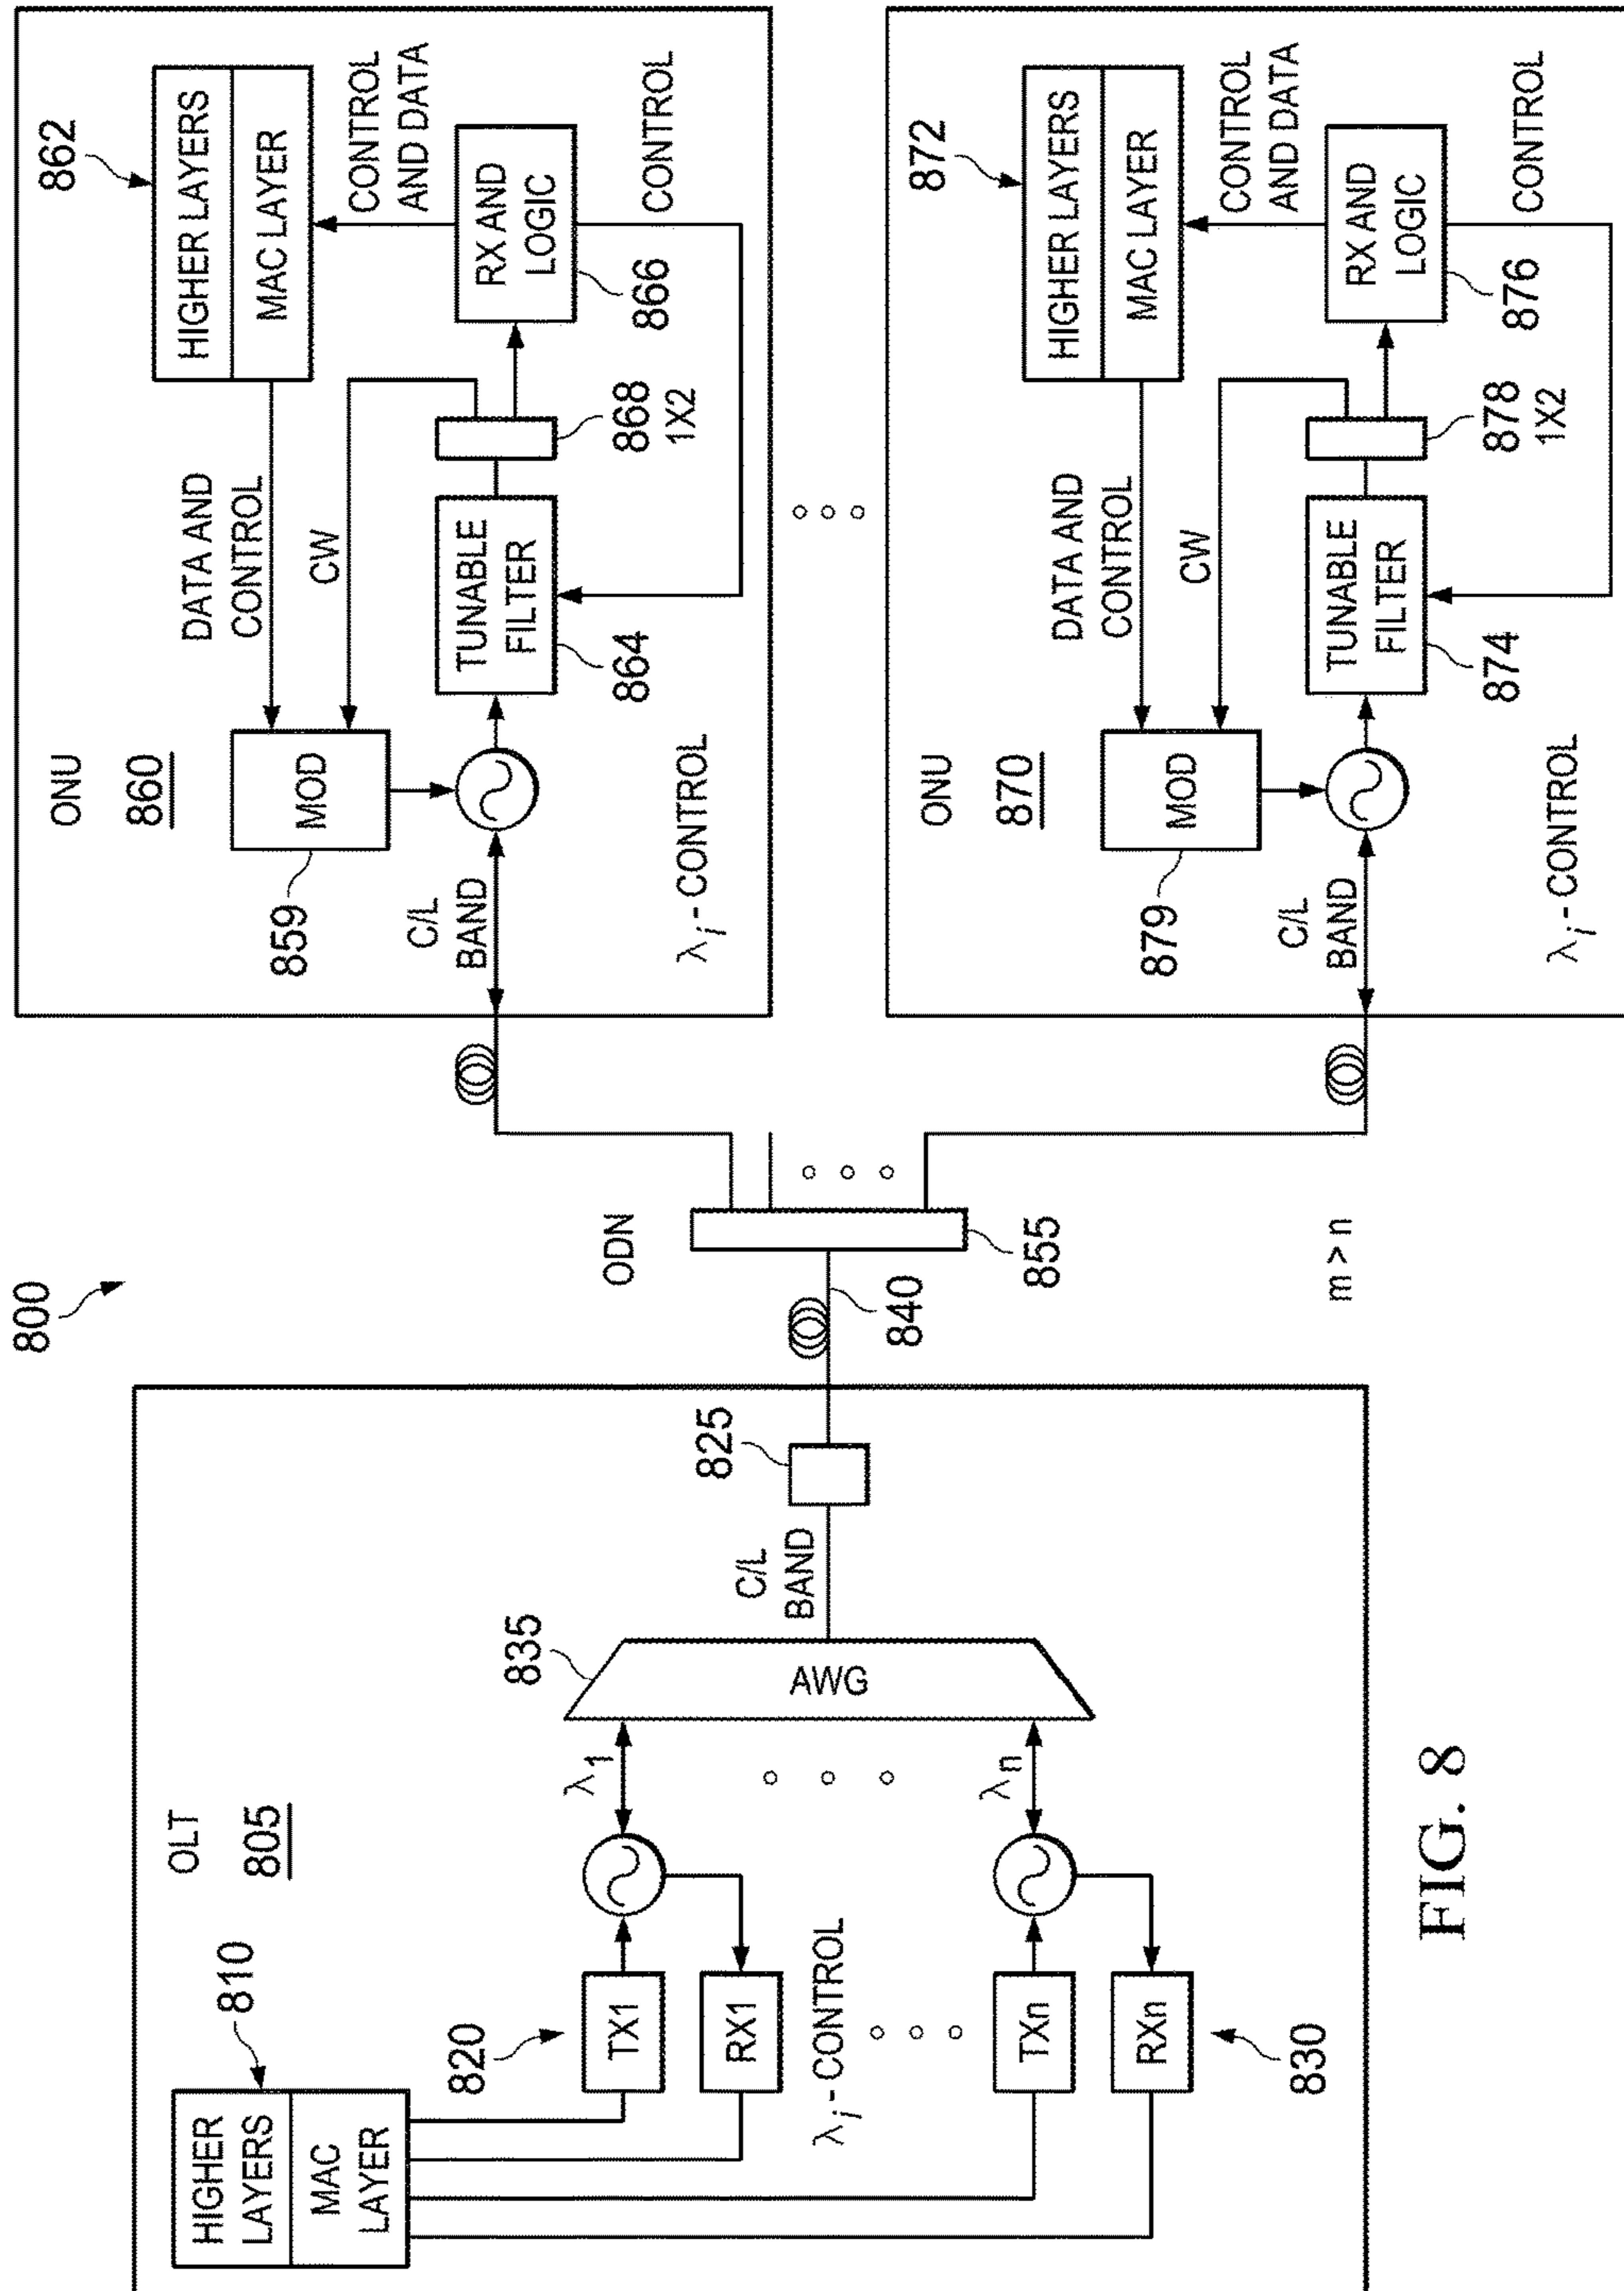 800
OLT
805
HIGHER
LAYERS
MAC
LAYER
810
820
TX1
RX1
λi - CONTROL
TXn
RXn
830
λ1
λn
835
AWG
C/L
BAND
825
840
ODN
855
m > n
ONU
860
MOD
859
C/L
BAND
λi - CONTROL
DATA AND
CONTROL
CW
TUNABLE
FILTER
864
868
1X2
862
HIGHER LAYERS
MAC LAYER
CONTROL
AND DATA
RX AND
LOGIC
866
CONTROL
ONU
870
MOD
879
C/L
BAND
λi - CONTROL
DATA AND
CONTROL
CW
TUNABLE
FILTER
874
878
1X2
872
HIGHER LAYERS
MAC LAYER
CONTROL
AND DATA
RX AND
LOGIC
876
CONTROL
FIG. 8